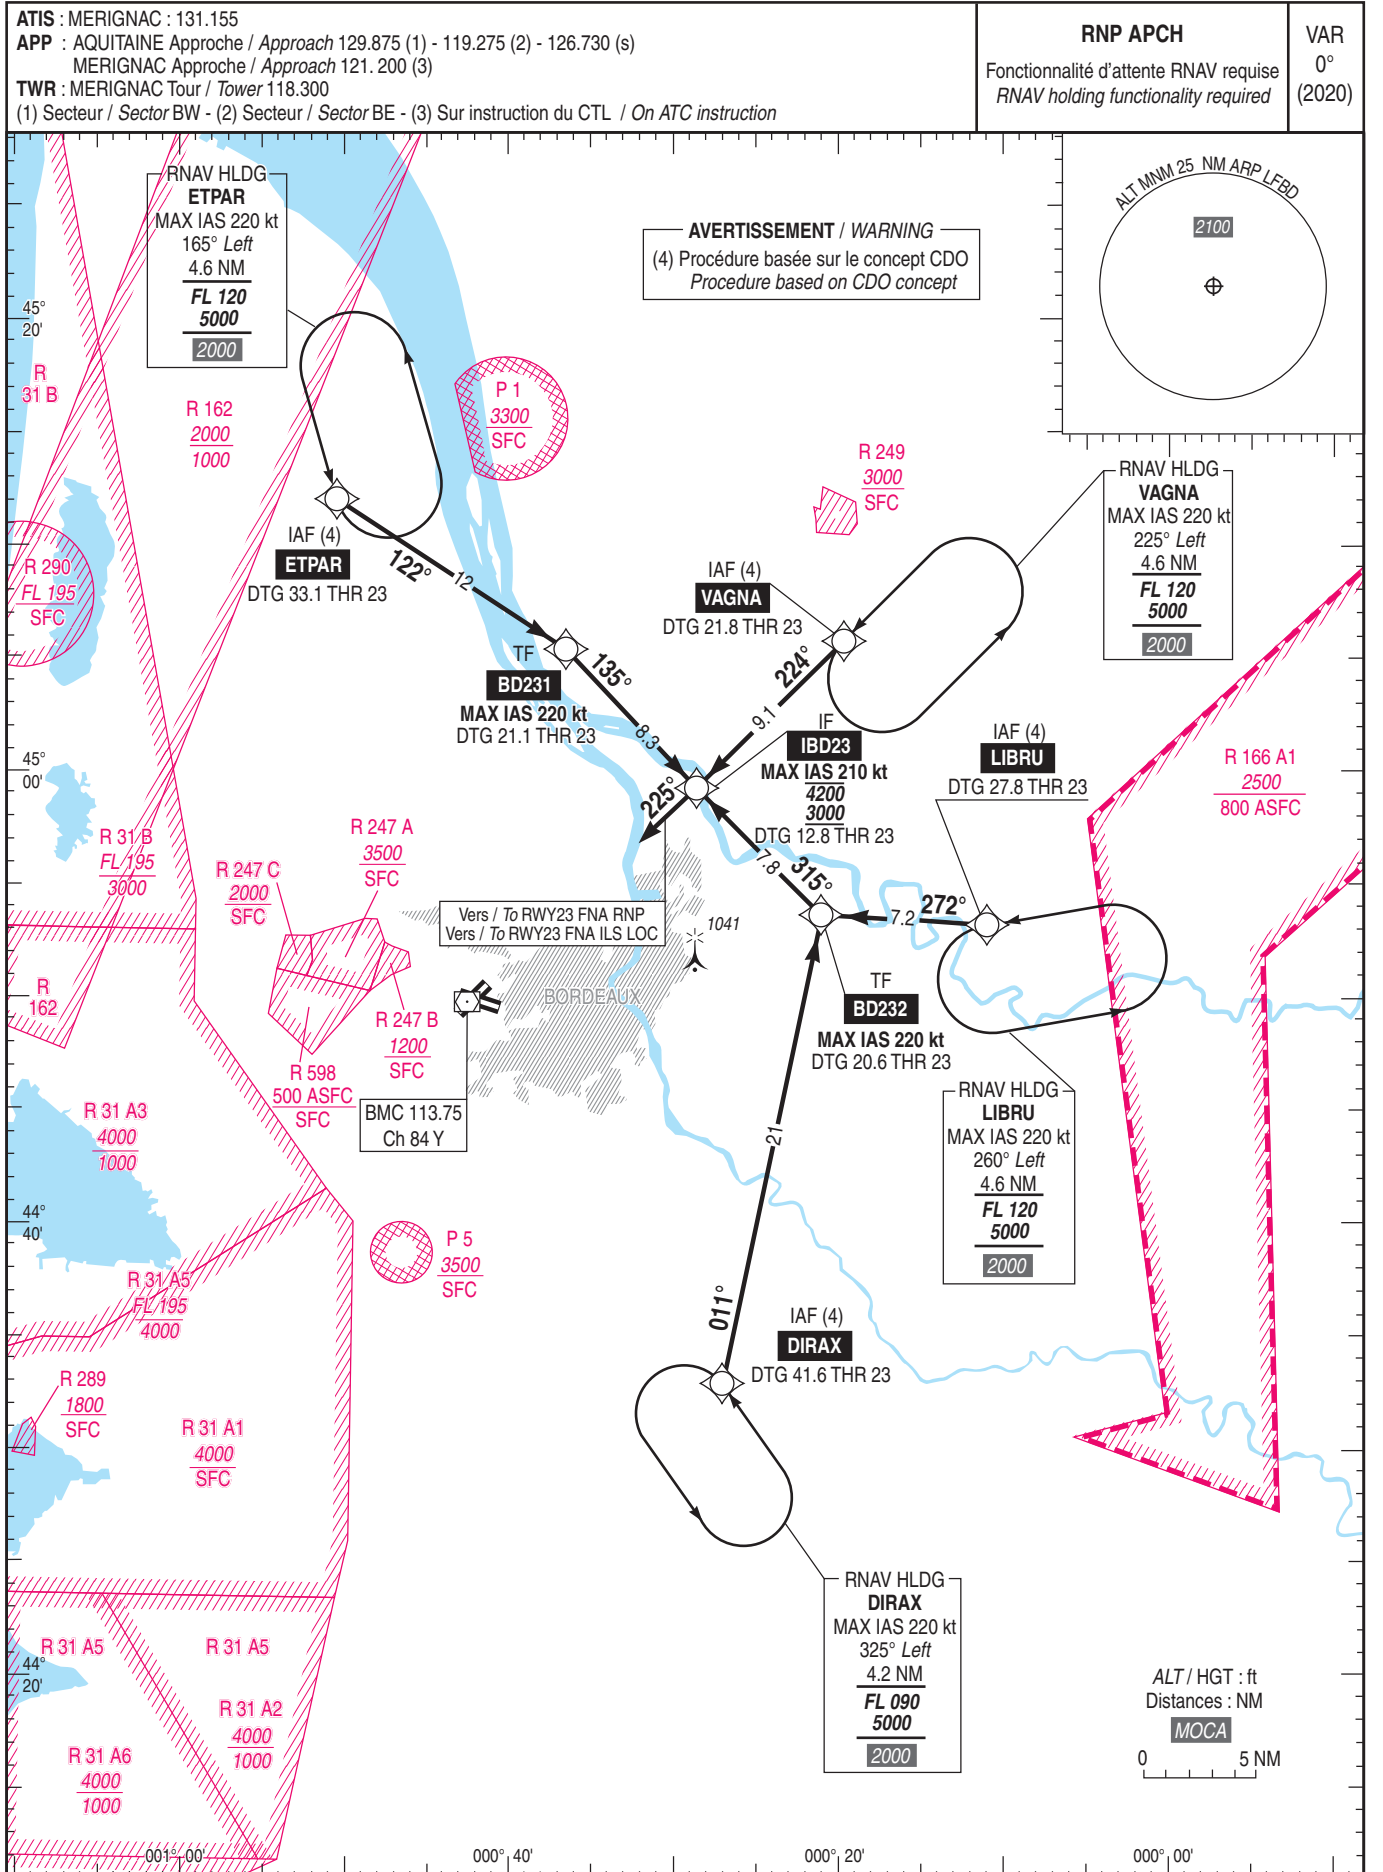 ATIS : MERIGNAC : 131.155
APP : AQUITAINE Approche / Approach 129.875 (1) - 119.275 (2) - 126.730 (s)
MERIGNAC Approche / Approach 121. 200 (3)
TWR : MERIGNAC Tour / Tower 118.300
(1) Secteur / Sector BW - (2) Secteur / Sector BE - (3) Sur instruction du CTL / On ATC instruction
RNP APCH
Fonctionnalité d'attente RNAV requise
RNAV holding functionality required
VAR
0°
(2020)
RNAV HLDG
ETPAR
MAX IAS 220 kt
165° Left
4.6 NM
FL 120
5000
2000
AVERTISSEMENT / WARNING
(4) Procédure basée sur le concept CDO
Procedure based on CDO concept
ALT MNM 25 NM ARP LFBD
2100
45°
20'
R
31 B
R 162
2000
1000
P 1
3300
SFC
R 249
3000
SFC
RNAV HLDG
VAGNA
MAX IAS 220 kt
225° Left
4.6 NM
FL 120
5000
2000
R 290
FL 195
SFC
IAF (4)
ETPAR
DTG 33.1 THR 23
122°
12
IAF (4)
VAGNA
DTG 21.8 THR 23
224°
9.1
TF
BD231
MAX IAS 220 kt
DTG 21.1 THR 23
135°
8.3
IF
IBD23
MAX IAS 210 kt
4200
3000
DTG 12.8 THR 23
225°
IAF (4)
LIBRU
DTG 27.8 THR 23
R 166 A1
2500
800 ASFC
45°
00'
R 31 B
FL 195
3000
R 247 A
3500
SFC
R 247 C
2000
SFC
7.8
315°
7.2
272°
Vers / To RWY23 FNA RNP
Vers / To RWY23 FNA ILS LOC
1041
R
162
BORDEAUX
R 247 B
1200
SFC
TF
BD232
MAX IAS 220 kt
DTG 20.6 THR 23
R 598
500 ASFC
SFC
BMC 113.75
Ch 84 Y
RNAV HLDG
LIBRU
MAX IAS 220 kt
260° Left
4.6 NM
FL 120
5000
2000
R 31 A3
4000
1000
21
44°
40'
P 5
3500
SFC
R 31 A5
FL 195
4000
011°
IAF (4)
DIRAX
DTG 41.6 THR 23
R 289
1800
SFC
R 31 A1
4000
SFC
RNAV HLDG
DIRAX
MAX IAS 220 kt
325° Left
4.2 NM
FL 090
5000
2000
R 31 A5
R 31 A5
44°
20'
R 31 A2
4000
1000
R 31 A6
4000
1000
ALT / HGT : ft
Distances : NM
MOCA
0 5 NM
001° 00'
000° 40'
000° 20'
000° 00'